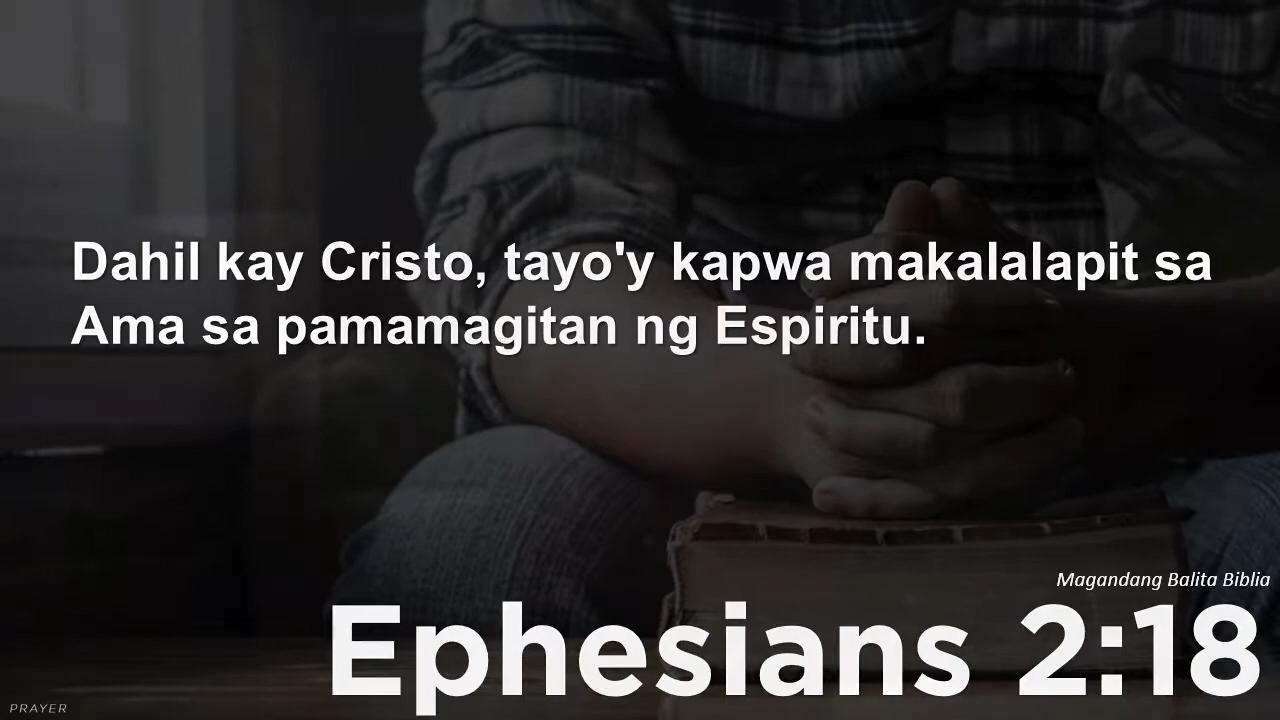 Dahil kay Cristo, tayo'y kapwa makalalapit sa
Ama sa pamamagitan ng Espiritu.
Magandang Balita Biblia
Ephesians 2:18
PRAYER